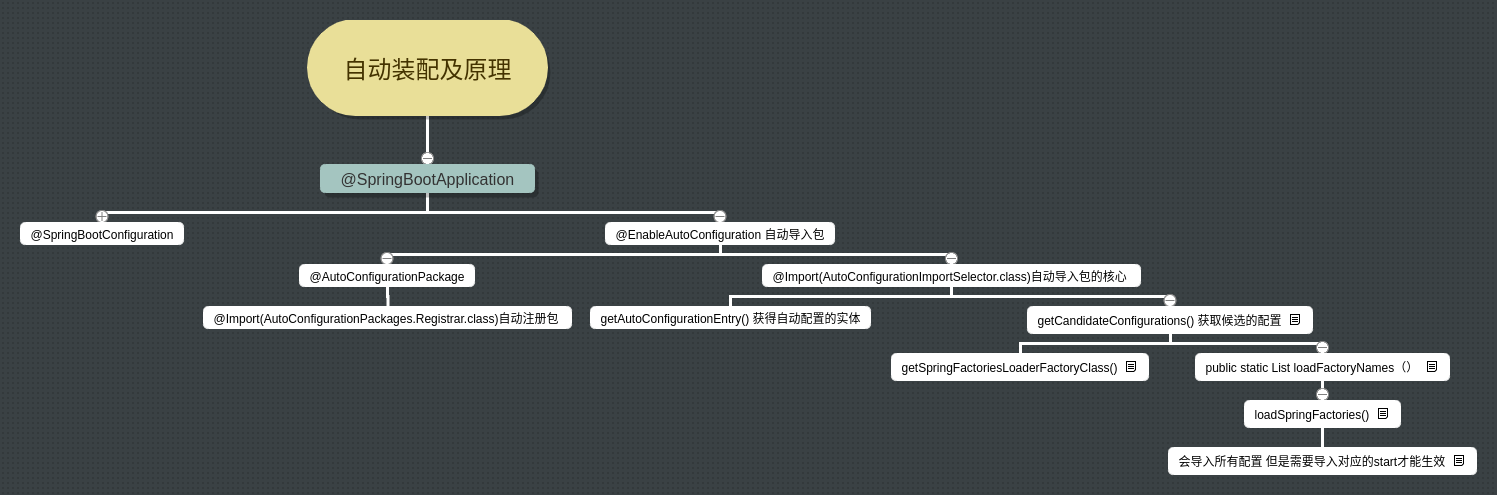 自动装配及原理
@SpringBootApplication
@SpringBootConfiguration
@EnableAutoConfiguration 自动导入包
@AutoConfigurationPackage
@Import(AutoConfigurationImportSelector.class)自动导入包的核心
@Import(AutoConfigurationPackages.Registrar.class)自动注册包
getAutoConfigurationEntry() 获得自动配置的实体
getCandidateConfigurations() 获取候选的配置
getSpringFactoriesLoaderFactoryClass()
public static List loadFactoryNames（）
loadSpringFactories()
会导入所有配置 但是需要导入对应的start才能生效